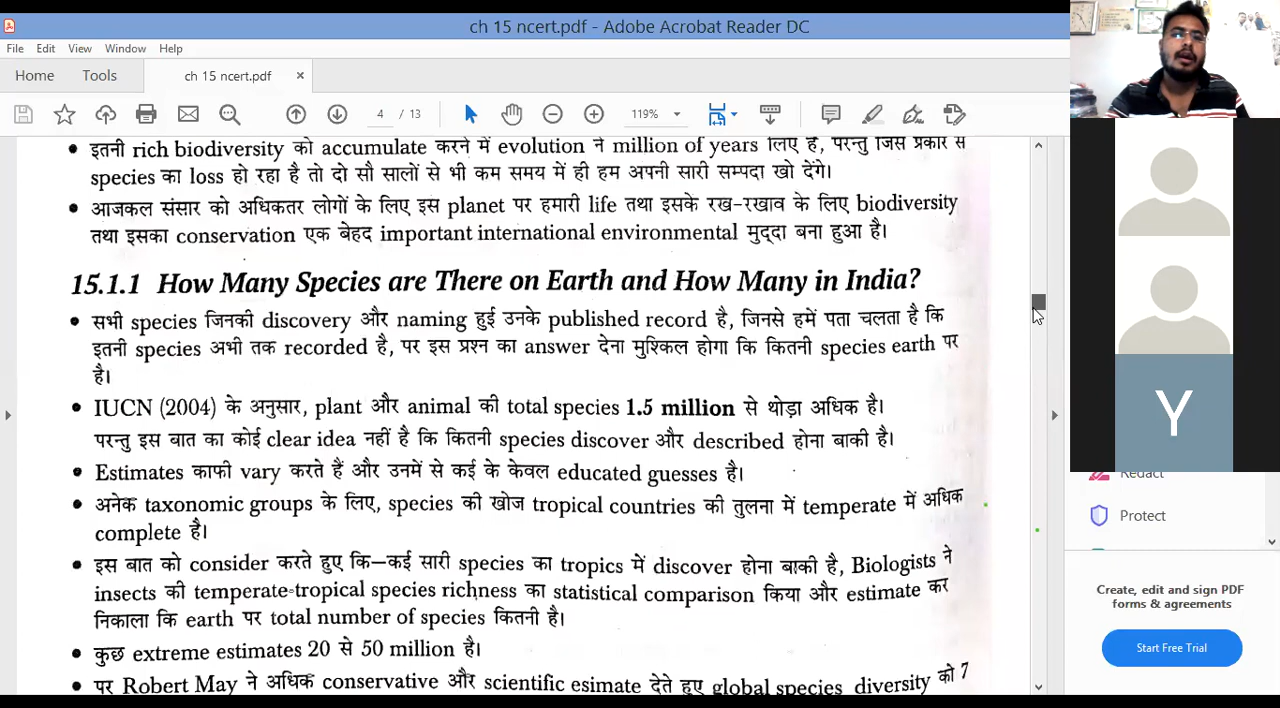 ch 15 ncert.pdf - Adobe Acrobat Reader DC
File Edit View Window Help
Home Tools ch 15 ncert.pdf ×
4 / 13 119%
इतनी rich biodiversity को accumulate करने में evolution ने million of years लिए है, परन्तु जिस प्रकार से
species का loss हो रहा है तो दो सौ सालों से भी कम समय में ही हम अपनी सारी सम्पदा खो देंगे।
आजकल संसार को अधिकतर लोगों के लिए इस planet पर हमारी life तथा इसके रख-रखाव के लिए biodiversity
तथा इसका conservation एक बेहद important international environmental मुद्दा बना हुआ है।
15.1.1 How Many Species are There on Earth and How Many in India?
सभी species जिनकी discovery और naming हुई उनके published record है, जिनसे हमें पता चलता है कि
इतनी species अभी तक recorded है, पर इस प्रश्न का answer देना मुश्किल होगा कि कितनी species earth पर
है।
IUCN (2004) के अनुसार, plant और animal की total species 1.5 million से थोड़ा अधिक है।
परन्तु इस बात का कोई clear idea नहीं है कि कितनी species discover और described होना बाकी है।
Estimates काफी vary करते हैं और उनमें से कई के केवल educated guesses है।
अनेक taxonomic groups के लिए, species की खोज tropical countries की तुलना में temperate में अधिक
complete है।
इस बात को consider करते हुए कि–कई सारी species का tropics में discover होना बाकी है, Biologists ने
insects की temperate-tropical species richness का statistical comparison किया और estimate कर
निकाला कि earth पर total number of species कितनी है।
कुछ extreme estimates 20 से 50 million है।
पर Robert May ने अधिक conservative और scientific esimate देते हुए global species diversity को 7
Y
Redact
Protect
Create, edit and sign PDF
forms & agreements
Start Free Trial